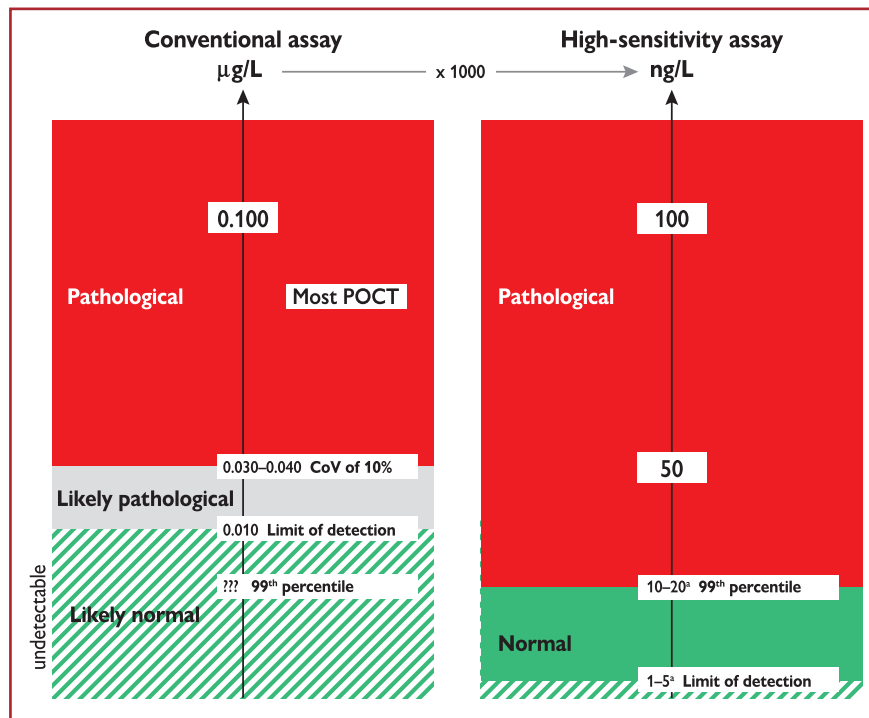 Conventional assay
µg/L
x 1000
High-sensitivity assay
ng/L
0.100
Pathological
Most POCT
0.030–0.040 CoV of 10%
Likely pathological
0.010 Limit of detection
??? 99th percentile
Likely normal
undetectable
100
Pathological
50
10–20a 99th percentile
Normal
1–5a Limit of detection